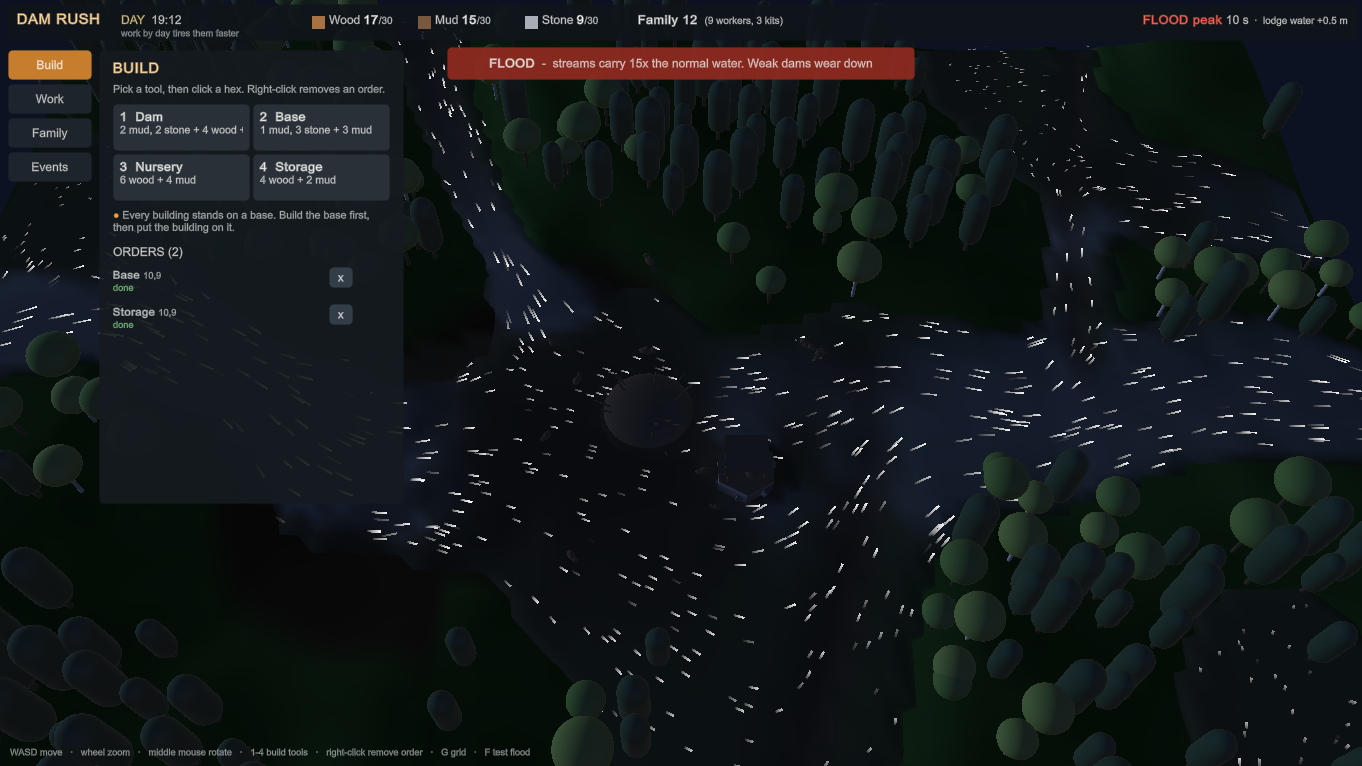 DAM RUSH
DAY 19:12
work by day tires them faster
Wood 17/30
Mud 15/30
Stone 9/30
Family 12 (9 workers, 3 kits)
FLOOD peak 10 s · lodge water +0.5 m
FLOOD - streams carry 15x the normal water. Weak dams wear down
Build
Work
Family
Events
BUILD
Pick a tool, then click a hex. Right-click removes an order.
1 Dam
2 mud, 2 stone + 4 wood +
2 Base
1 mud, 3 stone + 3 mud
3 Nursery
6 wood + 4 mud
4 Storage
4 wood + 2 mud
● Every building stands on a base. Build the base first,
then put the building on it.
ORDERS (2)
Base 10,9
done
x
Storage 10,9
done
x
WASD move · wheel zoom · middle mouse rotate · 1-4 build tools · right-click remove order · G grid · F test flood